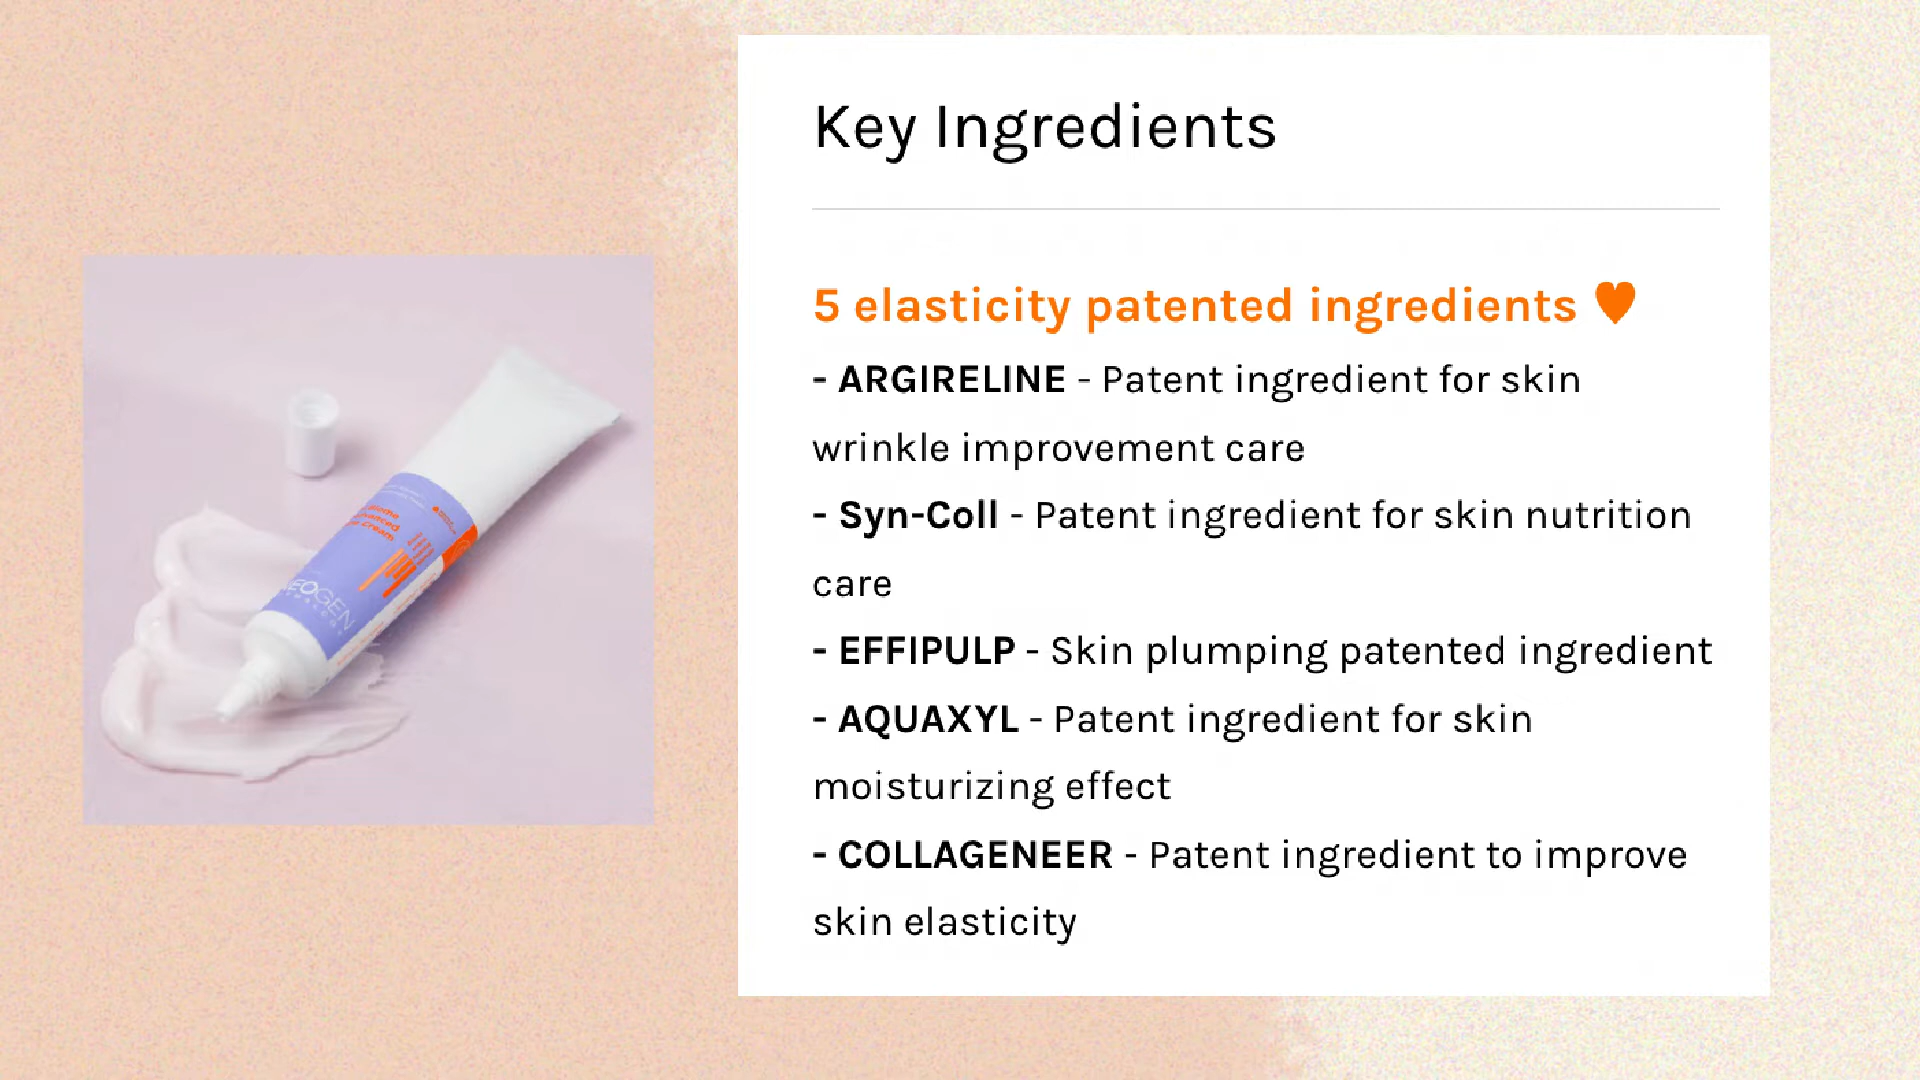 Key Ingredients
5 elasticity patented ingredients 🧡
- ARGIRELINE - Patent ingredient for skin
wrinkle improvement care
- Syn-Coll - Patent ingredient for skin nutrition
care
- EFFIPULP - Skin plumping patented ingredient
- AQUAXYL - Patent ingredient for skin
moisturizing effect
- COLLAGENEER - Patent ingredient to improve
skin elasticity
Cream
EOGEN